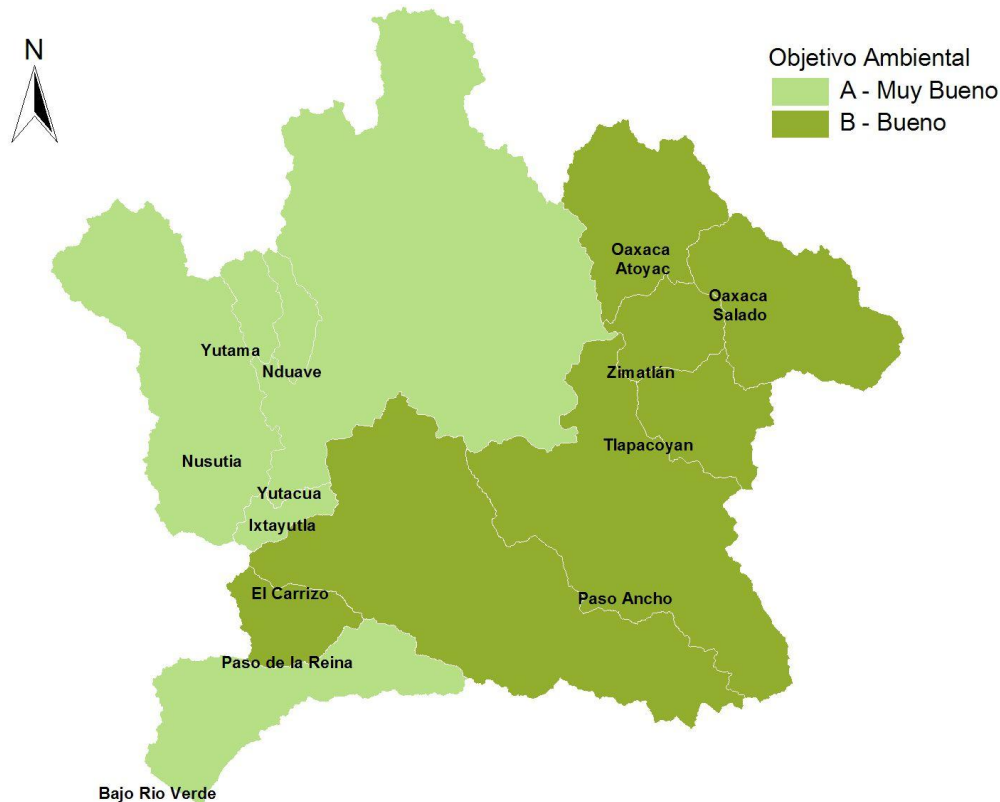 N
Objetivo Ambiental
A - Muy Bueno
B - Bueno
Oaxaca
Atoyac
Oaxaca
Salado
Yutama
Nduave
Zimatlán
Tlapacoyan
Nusutia
Yutacua
Ixtayutla
El Carrizo
Paso Ancho
Paso de la Reina
Bajo Rio Verde